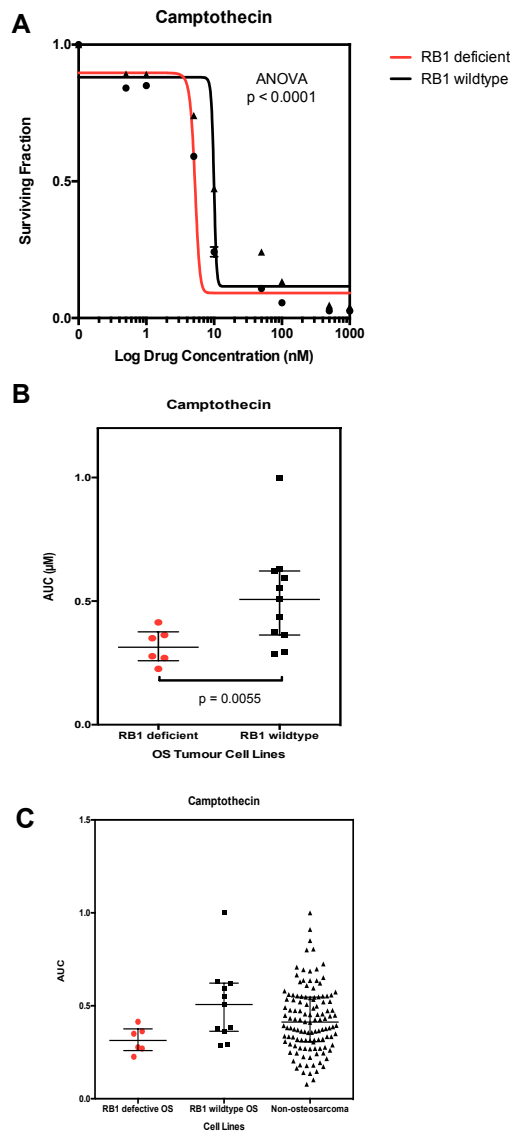 A
Camptothecin
RB1 deficient
RB1 wildtype
ANOVA
p < 0.0001
1.0
0.5
0.0
Surviving Fraction
0 1 10 100 1000
Log Drug Concentration (nM)
B
Camptothecin
1.0
0.5
0.0
AUC (µM)
p = 0.0055
RB1 deficient RB1 wildtype
OS Tumour Cell Lines
C
Camptothecin
1.5
1.0
0.5
0.0
AUC
RB1 defective OS RB1 wildtype OS Non-osteosarcoma
Cell Lines